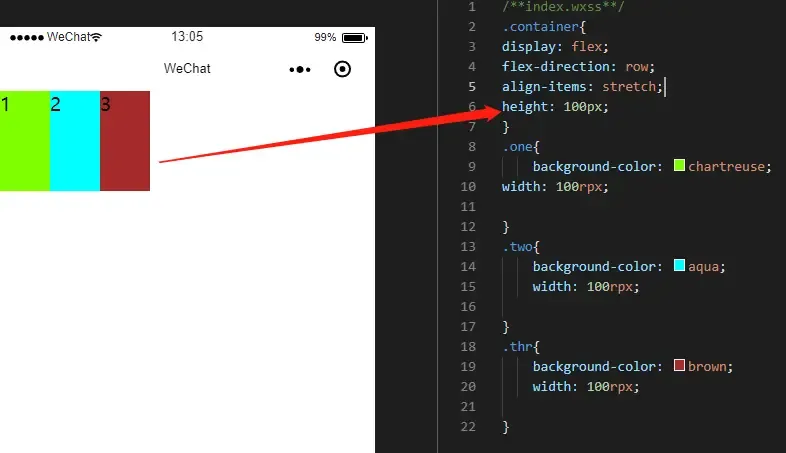 ●●●●● WeChat 13:05 99%
WeChat
1 2 3
1 /**index.wxss**/
2 .container{
3 display: flex;
4 flex-direction: row;
5 align-items: stretch;
6 height: 100px;
7 }
8 .one{
9 background-color: chartreuse;
10 width: 100rpx;
11
12 }
13 .two{
14 background-color: aqua;
15 width: 100rpx;
16
17 }
18 .thr{
19 background-color: brown;
20 width: 100rpx;
21
22 }